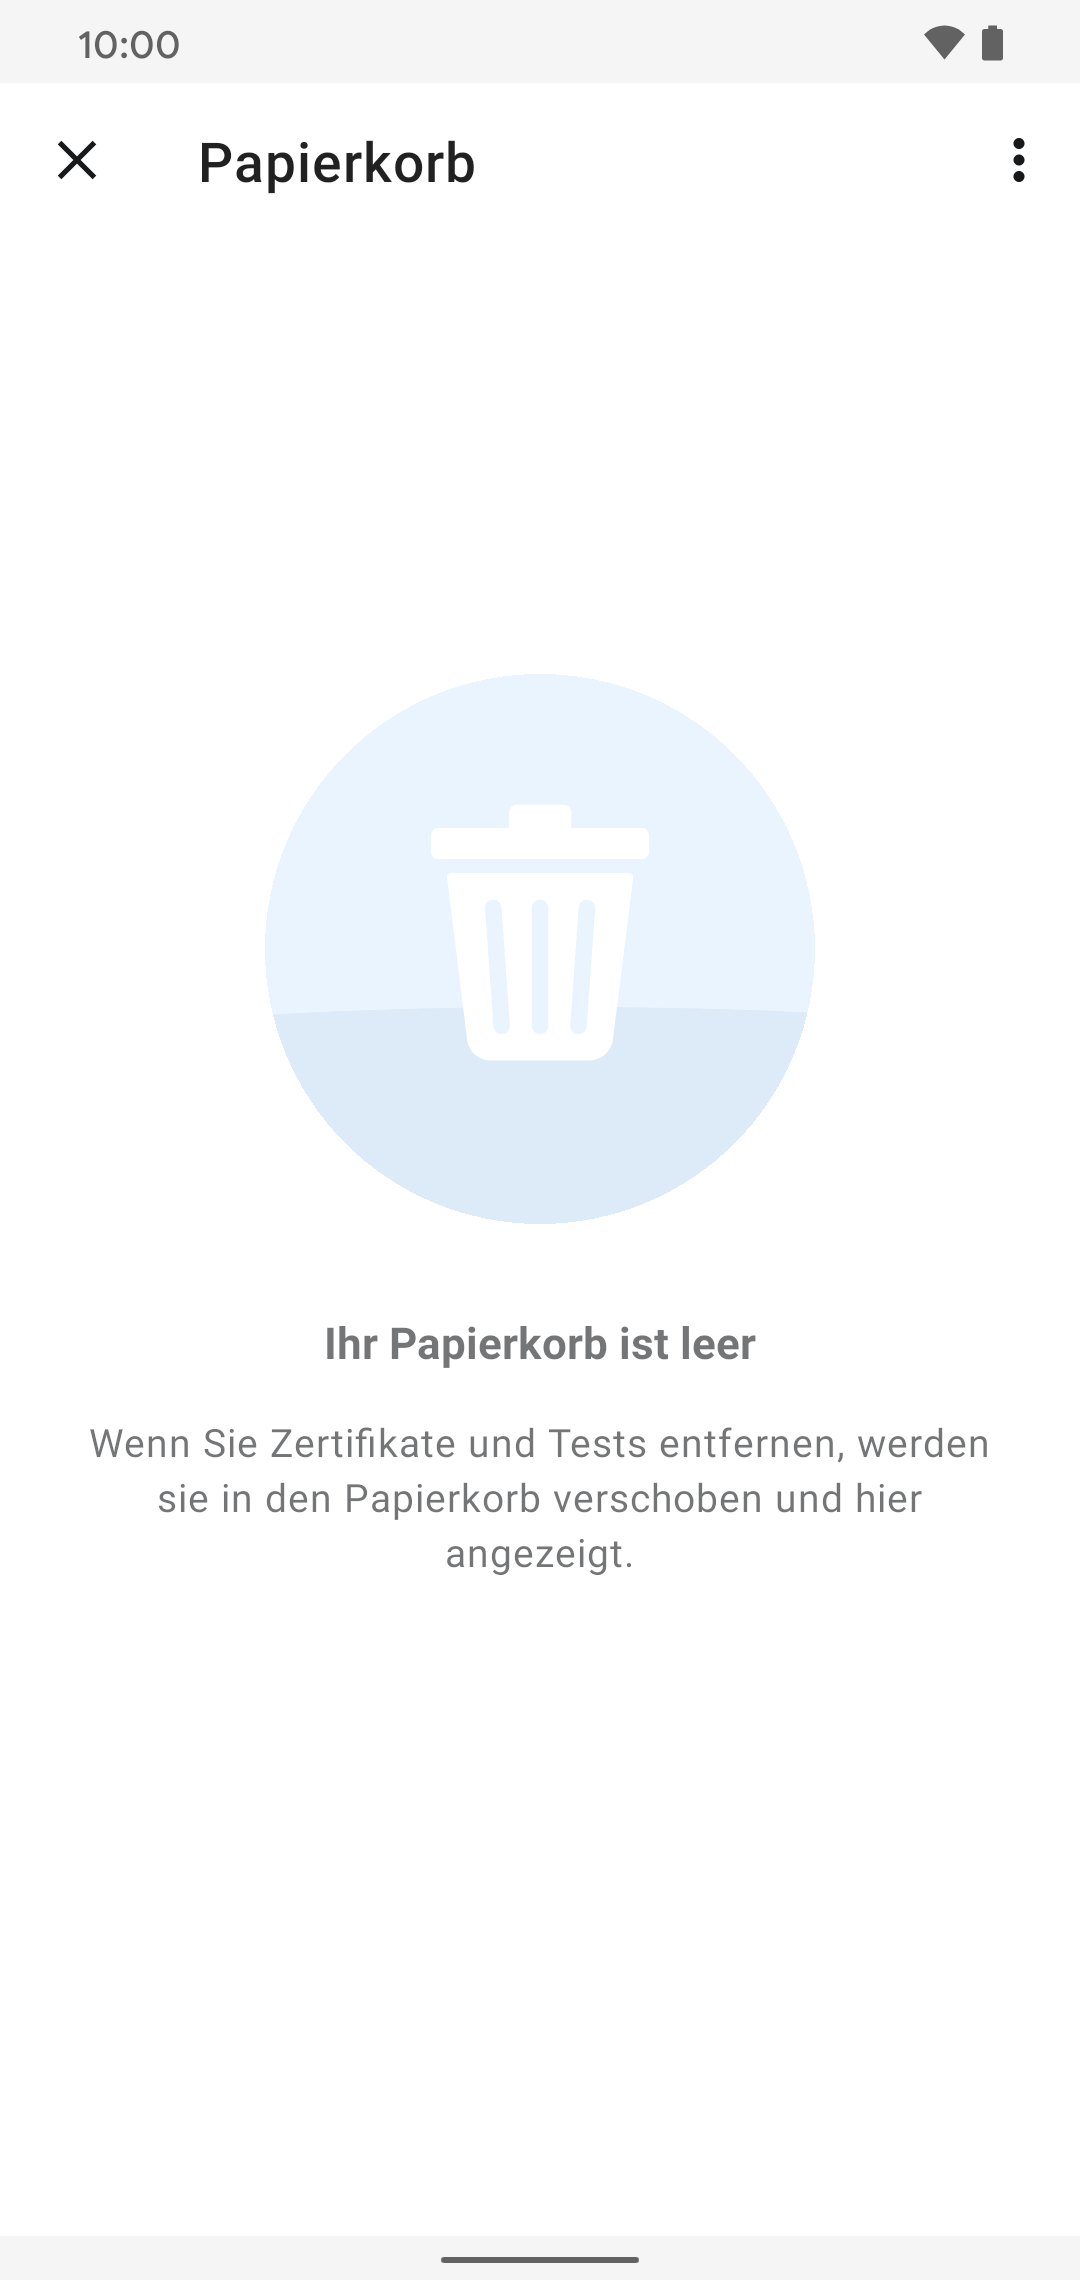 10:00
Papierkorb
Ihr Papierkorb ist leer
Wenn Sie Zertifikate und Tests entfernen, werden
sie in den Papierkorb verschoben und hier
angezeigt.